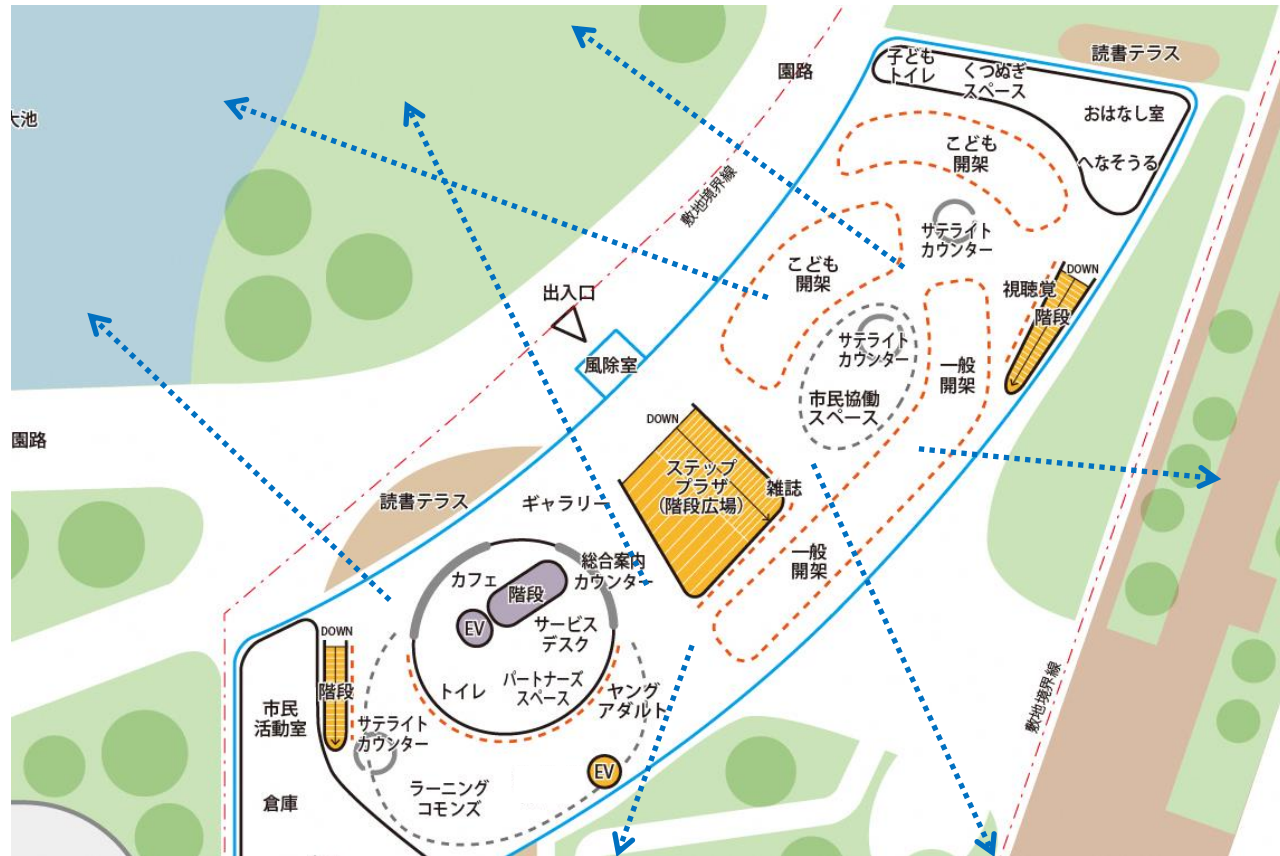 読書テラス
園路
子ども
トイレ
くつぬぎ
スペース
おはなし室
へなそうる
こども
開架
大池
敷地境界線
サテライト
カウンター
こども
開架
DOWN
視聴覚
階段
出入口
風除室
サテライト
カウンター
一般
開架
市民協働
スペース
園路
DOWN
ステップ
プラザ
(階段広場)
雑誌
読書テラス
ギャラリー
一般
開架
総合案内
カウンター
カフェ
階段
EV
サービス
デスク
DOWN
階段
トイレ
パートナーズ
スペース
ヤング
アダルト
市民
活動室
サテライト
カウンター
敷地境界線
EV
ラーニング
コモンズ
倉庫